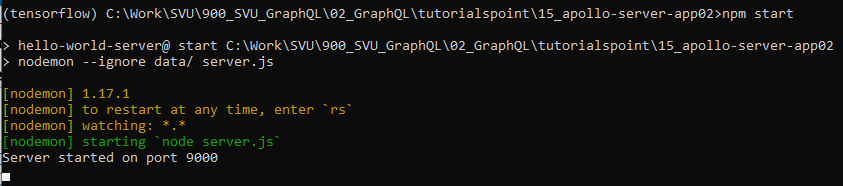 (tensorflow) C:\Work\SVU\900_SVU_GraphQL\02_GraphQL\tutorialspoint\15_apollo-server-app02>npm start
> hello-world-server@ start C:\Work\SVU\900_SVU_GraphQL\02_GraphQL\tutorialspoint\15_apollo-server-app02
> nodemon --ignore data/ server.js
[nodemon] 1.17.1
[nodemon] to restart at any time, enter `rs`
[nodemon] watching: *.*
[nodemon] starting `node server.js`
Server started on port 9000